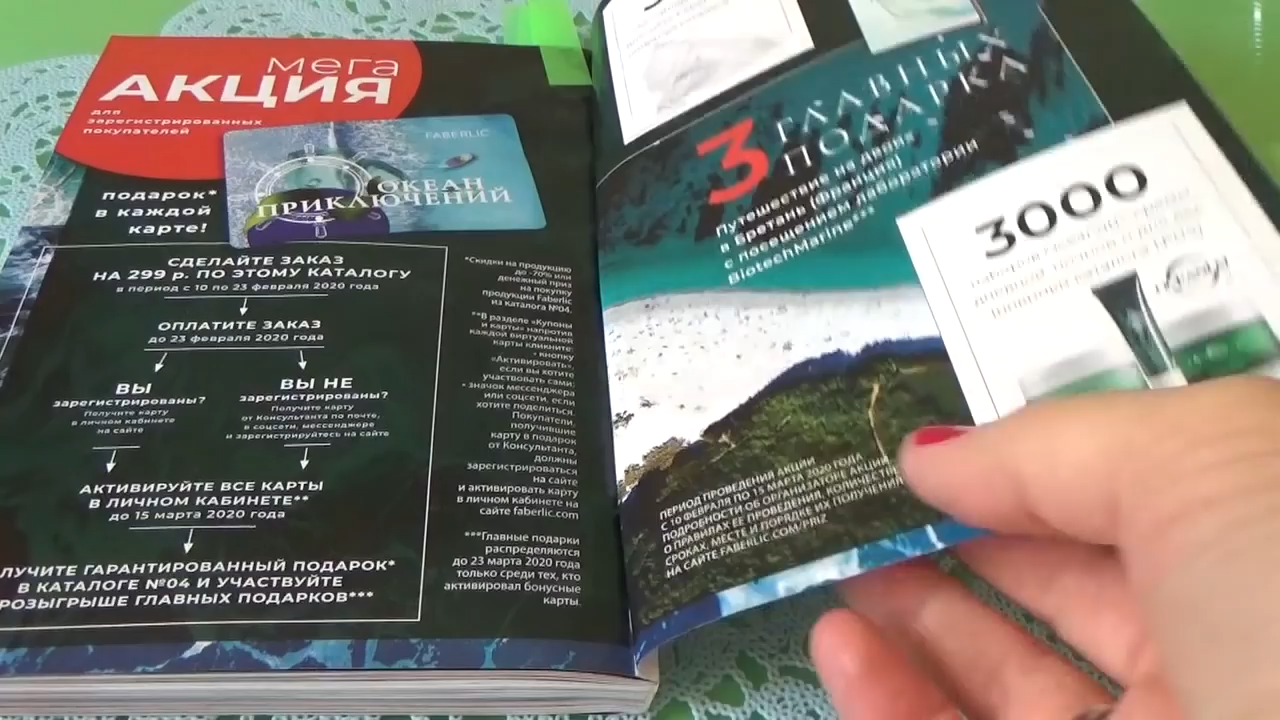 мега
АКЦИЯ
для
зарегистрированных
покупателей
FABERLIC
ОКЕАН
ПРИКЛЮЧЕНИЙ
подарок*
в каждой
карте!
СДЕЛАЙТЕ ЗАКАЗ
НА 299 р. ПО ЭТОМУ КАТАЛОГУ
в период с 10 по 23 февраля 2020 года
ОПЛАТИТЕ ЗАКАЗ
до 23 февраля 2020 года
ВЫ
зарегистрированы?
Получите карту
в личном кабинете
на сайте
ВЫ НЕ
зарегистрированы?
Получите карту
от Консультанта по почте,
в соцсети, мессенджере
и зарегистрируйтесь на сайте
АКТИВИРУЙТЕ ВСЕ КАРТЫ
В ЛИЧНОМ КАБИНЕТЕ**
до 15 марта 2020 года
ЛУЧИТЕ ГАРАНТИРОВАННЫЙ ПОДАРОК*
В КАТАЛОГЕ №04 И УЧАСТВУЙТЕ
РОЗЫГРЫШЕ ГЛАВНЫХ ПОДАРКОВ***
*Скидки на продукцию
до -70% или
денежный приз
на покупку
продукции Faberlic
из каталога №04.
**В разделе «Купоны
и карты» напротив
каждой виртуальной
карты кликните:
- кнопку
«Активировать»,
если вы хотите
участвовать сами;
- значок мессенджера
или соцсети, если
хотите поделиться.
Покупатели,
получившие
карту в подарок
от Консультанта,
должны
зарегистрироваться
на сайте
и активировать карту
в личном кабинете на
сайте faberlic.com
***Главные подарки
распределяются
до 23 марта 2020 года
только среди тех, кто
активировал бонусные
карты.
3 ГЛАВНЫХ
ПОДАРКА
Путешествие на двоих
в Бретань (Франция)
с посещением лаборатории
BiotechMarine***
3000
ПЕРИОД ПРОВЕДЕНИЯ АКЦИИ
С 10 ФЕВРАЛЯ ПО 15 МАРТА 2020 ГОДА
ПОДРОБНОСТИ ОБ ОРГАНИЗАТОРЕ АКЦИИ,
О ПРАВИЛАХ ЕЕ ПРОВЕДЕНИЯ, КОЛИЧЕСТВЕ
СРОКАХ, МЕСТЕ И ПОРЯДКЕ ИХ ПОЛУЧЕНИЯ
НА САЙТЕ FABERLIC.COM/PRIZ